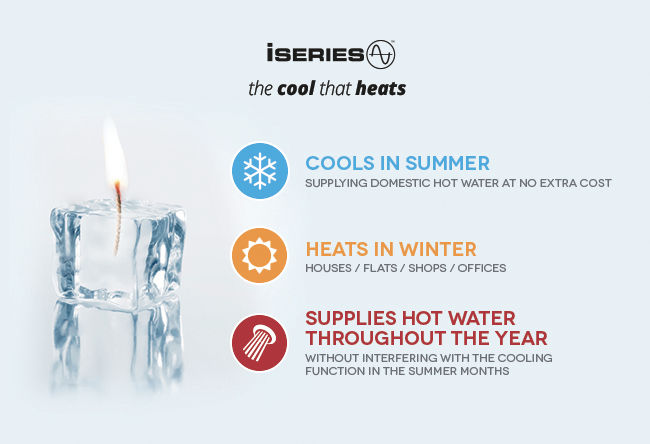 iSERIES™
the cool that heats
COOLS IN SUMMER
SUPPLYING DOMESTIC HOT WATER AT NO EXTRA COST
HEATS IN WINTER
HOUSES / FLATS / SHOPS / OFFICES
SUPPLIES HOT WATER
THROUGHOUT THE YEAR
WITHOUT INTERFERING WITH THE COOLING
FUNCTION IN THE SUMMER MONTHS